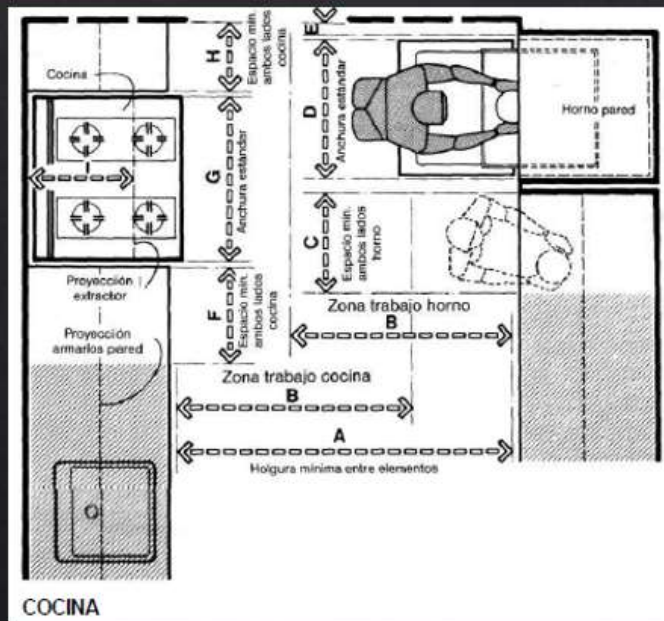 H
Espacio mín.
ambos lados
cocina
E
Cocina
D
Anchura estándar
Horno pared
G
Anchura estándar
I
C
Espacio mín.
ambos lados
horno
Proyección
extractor
F
Espacio mín.
ambos lados
cocina
Zona trabajo horno
B
Proyección
armarios pared
Zona trabajo cocina
B
A
Holgura mínima entre elementos
COCINA